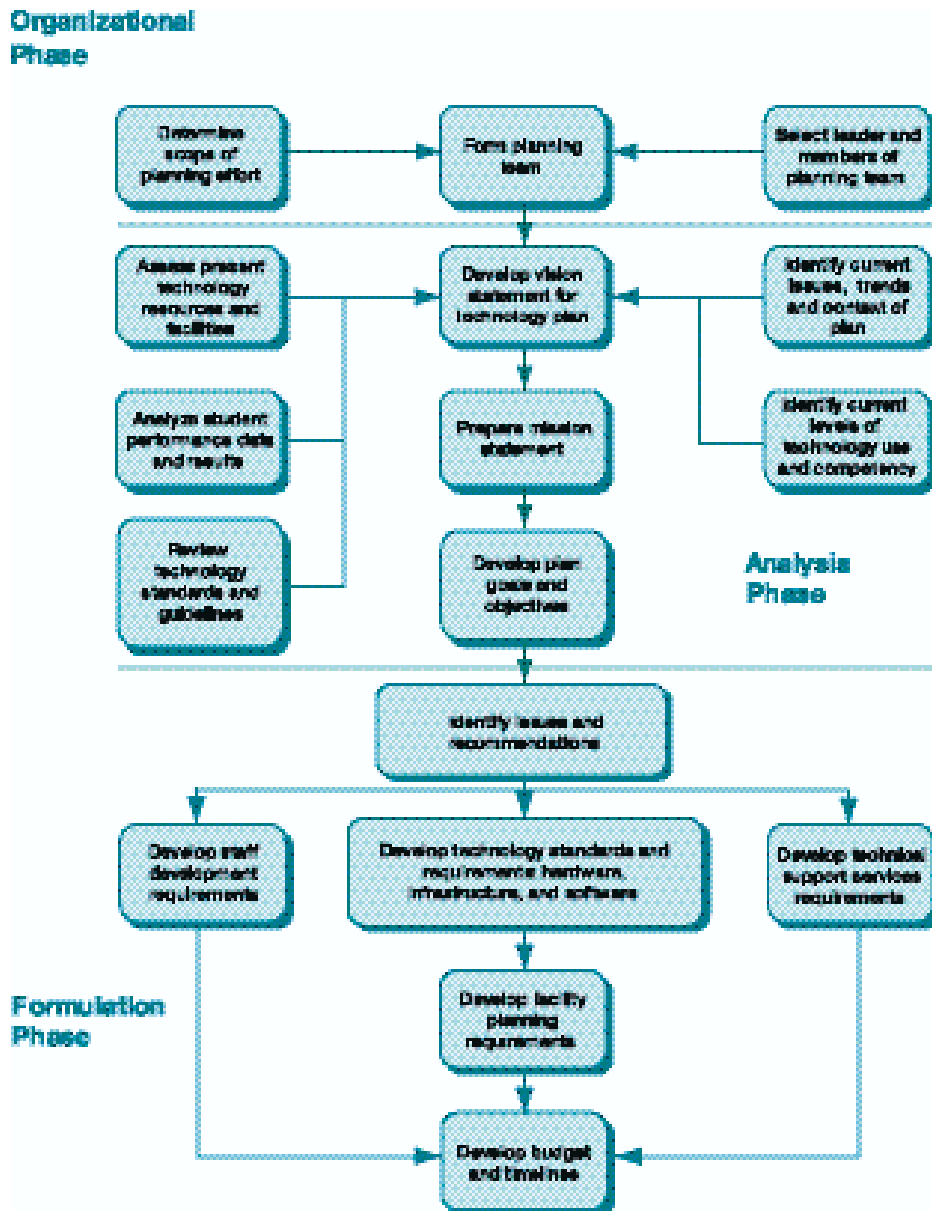 Organizational
Phase
Determine
scope of
planning effort
Form planning
team
Select leader and
members of
planning team
Assess present
technology
resources and
facilities
Develop vision
statement for
technology plan
Identify current
issues, trends
and context of
plan
Analyze student
performance data
and results
Prepare mission
statement
Identify current
levels of
technology use
and competency
Review
technology
standards and
guidelines
Develop plan
goals and
objectives
Analysis
Phase
Identify issues and
recommendations
Develop staff
development
requirements
Develop technology standards and
requirements hardware,
infrastructure, and software
Develop technical
support services
requirements
Formulation
Phase
Develop facility
planning
requirements
Develop budget
and timelines